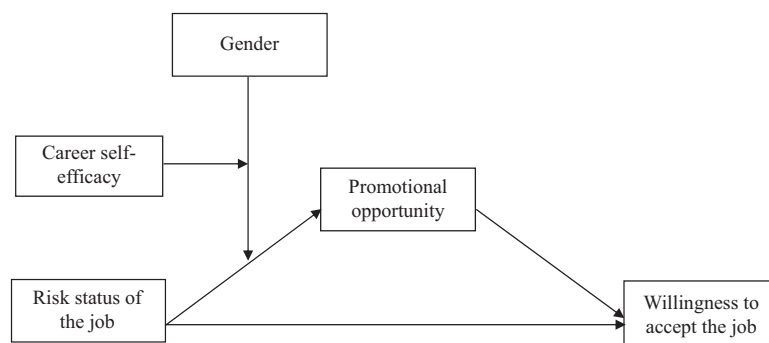 Gender
Career self-
efficacy
Promotional
opportunity
Risk status of
the job
Willingness to
accept the job